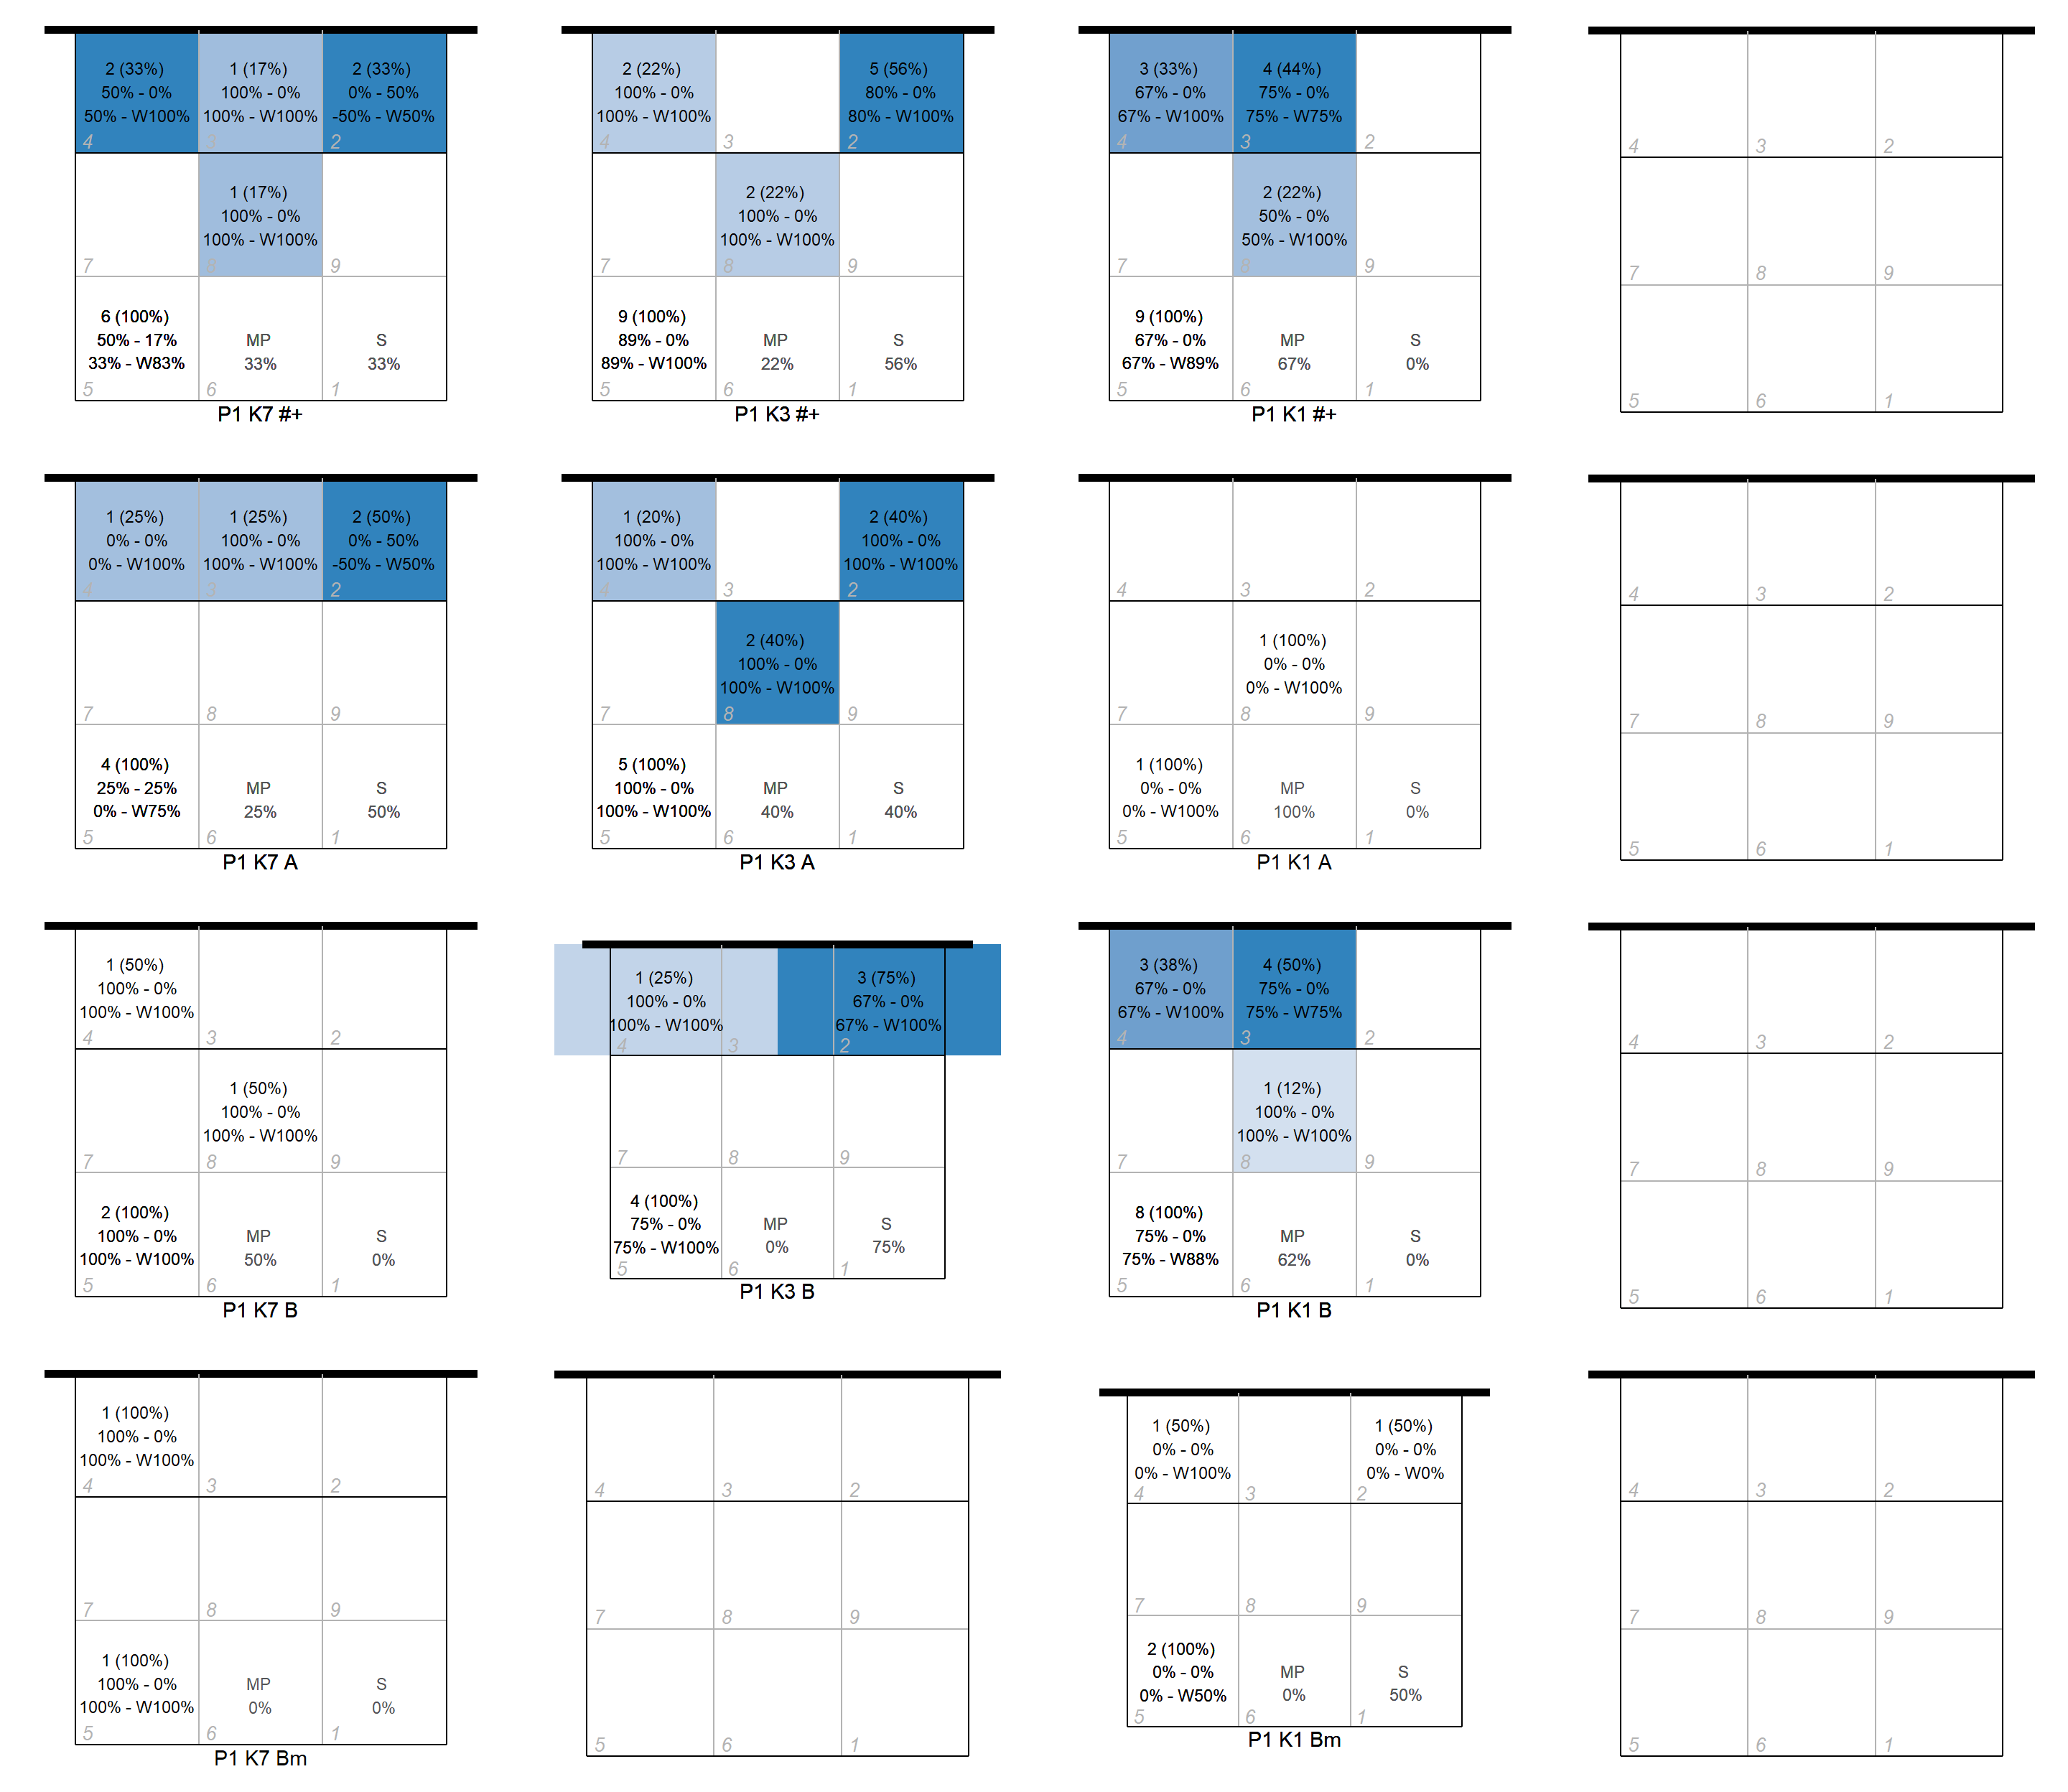 2 (33%)
50% - 0%
50% - W100%
4
1 (17%)
100% - 0%
100% - W100%
3
2 (33%)
0% - 50%
-50% - W50%
2
7
1 (17%)
100% - 0%
100% - W100%
8
9
6 (100%)
50% - 17%
33% - W83%
5
MP
33%
6
S
33%
1
P1 K7 #+
2 (22%)
100% - 0%
100% - W100%
4
3
5 (56%)
80% - 0%
80% - W100%
2
7
2 (22%)
100% - 0%
100% - W100%
8
9
9 (100%)
89% - 0%
89% - W100%
5
MP
22%
6
S
56%
1
P1 K3 #+
3 (33%)
67% - 0%
67% - W100%
4
4 (44%)
75% - 0%
75% - W75%
3
2
7
2 (22%)
50% - 0%
50% - W100%
8
9
9 (100%)
67% - 0%
67% - W89%
5
MP
67%
6
S
0%
1
P1 K1 #+
4
3
2
7
8
9
5
6
1
1 (25%)
0% - 0%
0% - W100%
4
1 (25%)
100% - 0%
100% - W100%
3
2 (50%)
0% - 50%
-50% - W50%
2
7
8
9
4 (100%)
25% - 25%
0% - W75%
5
MP
25%
6
S
50%
1
P1 K7 A
1 (20%)
100% - 0%
100% - W100%
4
3
2 (40%)
100% - 0%
100% - W100%
2
7
2 (40%)
100% - 0%
100% - W100%
8
9
5 (100%)
100% - 0%
100% - W100%
5
MP
40%
6
S
40%
1
P1 K3 A
4
3
2
7
1 (100%)
0% - 0%
0% - W100%
8
9
1 (100%)
0% - 0%
0% - W100%
5
MP
100%
6
S
0%
1
P1 K1 A
4
3
2
7
8
9
5
6
1
1 (50%)
100% - 0%
100% - W100%
4
3
2
7
1 (50%)
100% - 0%
100% - W100%
8
9
2 (100%)
100% - 0%
100% - W100%
5
MP
50%
6
S
0%
1
P1 K7 B
1 (25%)
100% - 0%
100% - W100%
4
3
3 (75%)
67% - 0%
67% - W100%
2
7
8
9
4 (100%)
75% - 0%
75% - W100%
5
MP
0%
6
S
75%
1
P1 K3 B
3 (38%)
67% - 0%
67% - W100%
4
4 (50%)
75% - 0%
75% - W75%
3
2
7
1 (12%)
100% - 0%
100% - W100%
8
9
8 (100%)
75% - 0%
75% - W88%
5
MP
62%
6
S
0%
1
P1 K1 B
4
3
2
7
8
9
5
6
1
1 (100%)
100% - 0%
100% - W100%
4
3
2
7
8
9
1 (100%)
100% - 0%
100% - W100%
5
MP
0%
6
S
0%
1
P1 K7 Bm
4
3
2
7
8
9
5
6
1
1 (50%)
0% - 0%
0% - W100%
4
3
1 (50%)
0% - 0%
0% - W0%
2
7
8
9
2 (100%)
0% - 0%
0% - W50%
5
MP
0%
6
S
50%
1
P1 K1 Bm
4
3
2
7
8
9
5
6
1